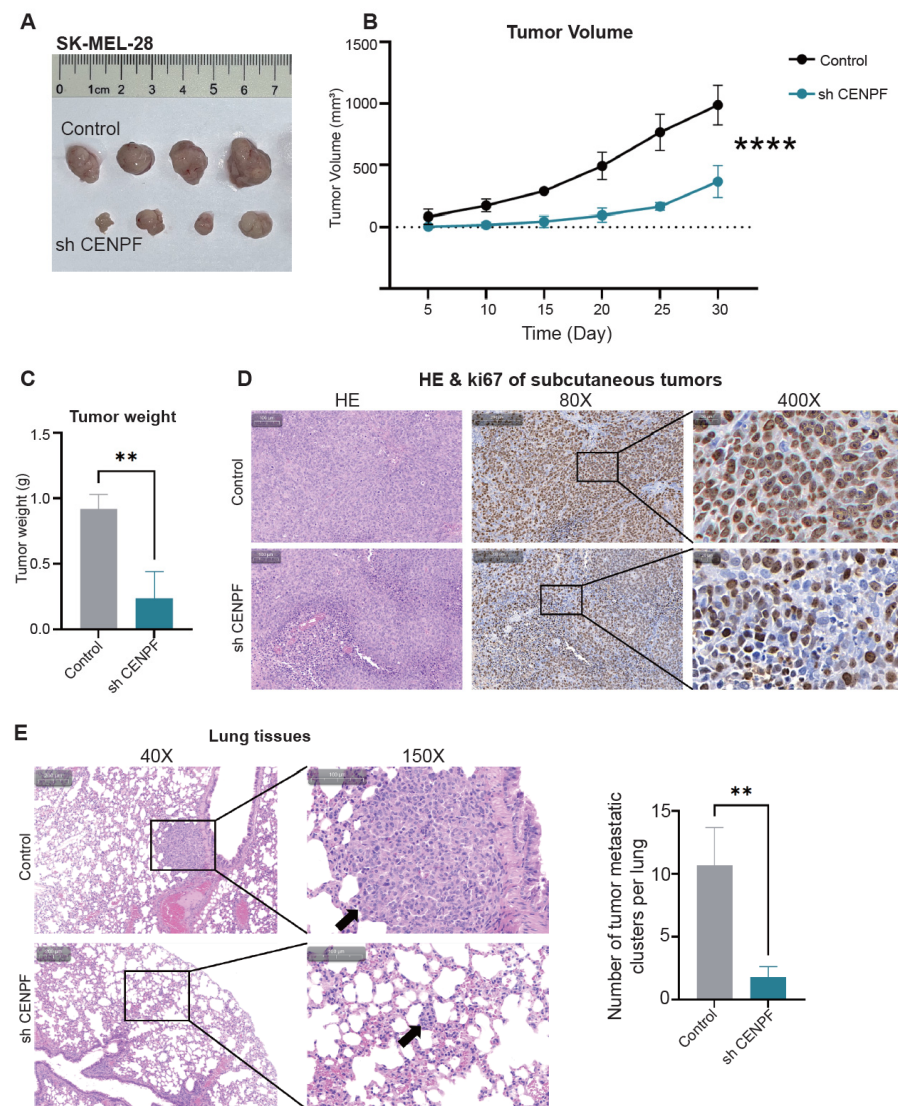 A
SK-MEL-28
0 1cm 2 3 4 5 6 7
Control
sh CENPF
B
Tumor Volume
Tumor Volume (mm³)
1500
1000
500
0
5 10 15 20 25 30
Time (Day)
Control
sh CENPF
****
C
Tumor weight
Tumor weight (g)
1.5
1.0
0.5
0.0
**
Control
sh CENPF
D
HE & ki67 of subcutaneous tumors
HE 80X 400X
Control
sh CENPF
E
Lung tissues
40X 150X
Control
sh CENPF
Number of tumor metastatic
clusters per lung
15
10
5
0
**
Control
sh CENPF